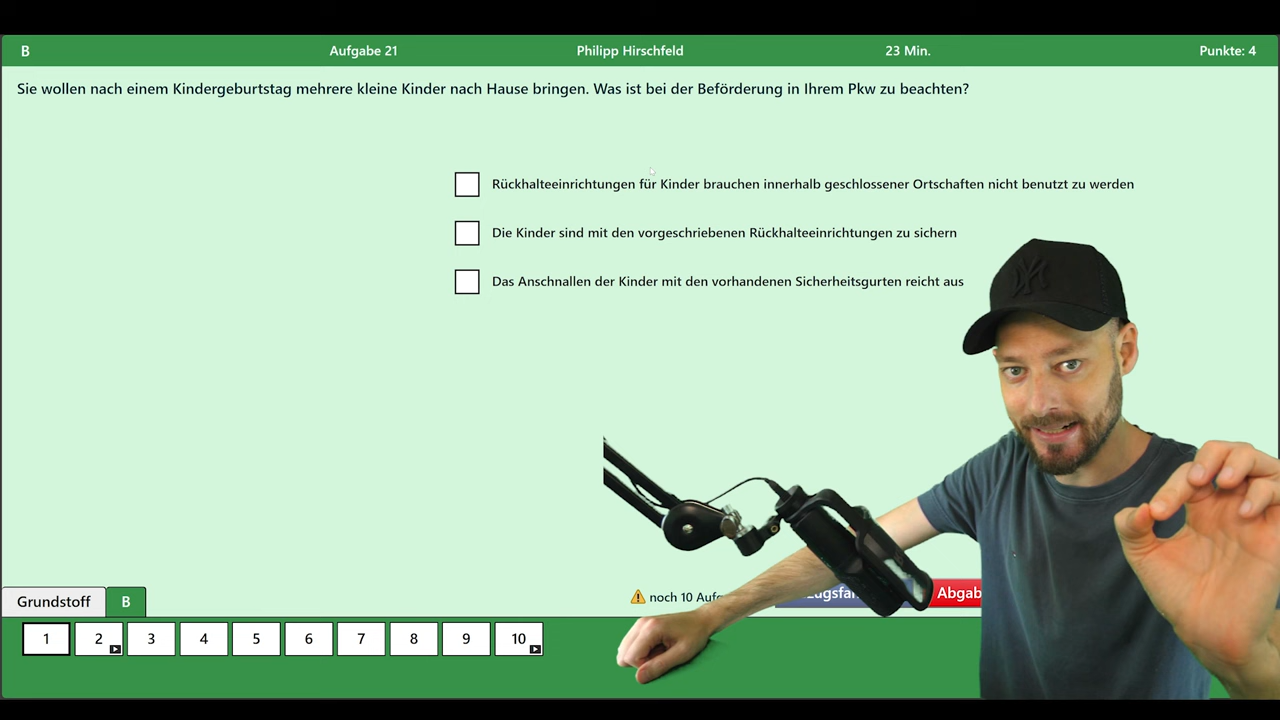 B Aufgabe 21 Philipp Hirschfeld 23 Min. Punkte: 4
Sie wollen nach einem Kindergeburtstag mehrere kleine Kinder nach Hause bringen. Was ist bei der Beförderung in Ihrem Pkw zu beachten?
Rückhalteeinrichtungen für Kinder brauchen innerhalb geschlossener Ortschaften nicht benutzt zu werden
Die Kinder sind mit den vorgeschriebenen Rückhalteeinrichtungen zu sichern
Das Anschnallen der Kinder mit den vorhandenen Sicherheitsgurten reicht aus
Grundstoff B noch 10
1 2 3 4 5 6 7 8 9 10